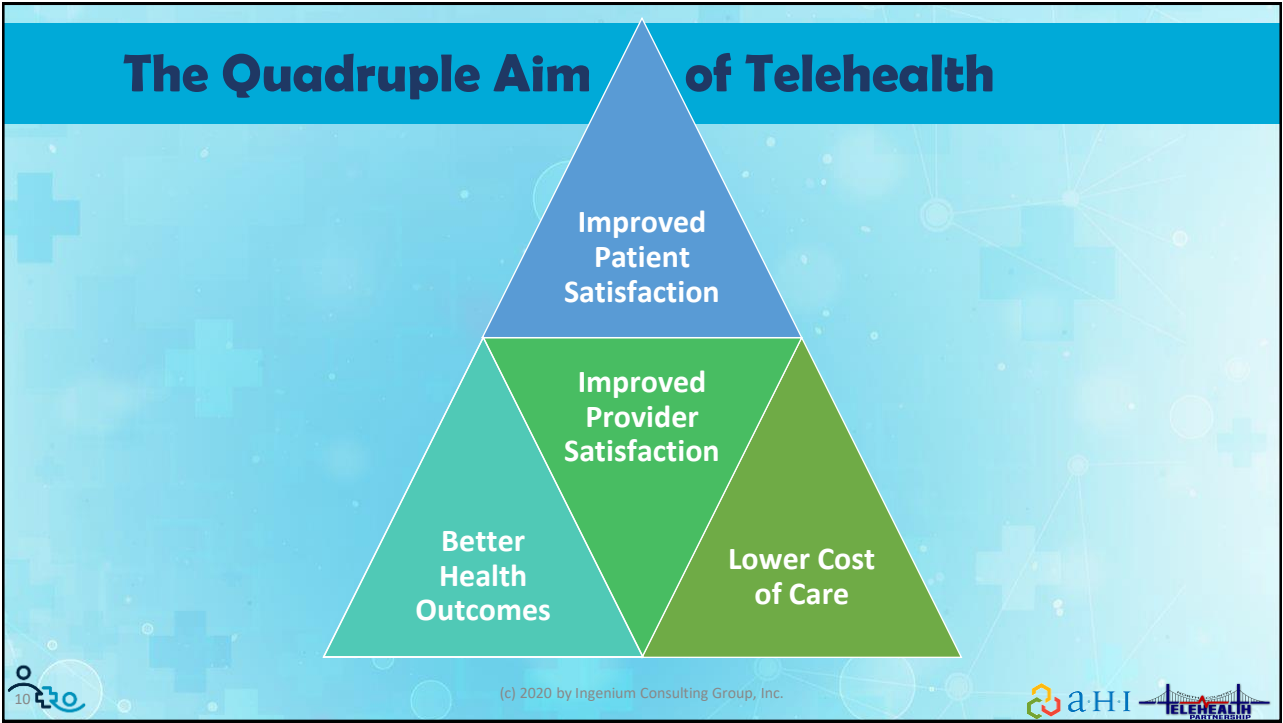 The Quadruple Aim of Telehealth
Improved
Patient
Satisfaction
Improved
Provider
Satisfaction
Better
Health
Outcomes
Lower Cost
of Care
10
(c) 2020 by Ingenium Consulting Group, Inc.
a·H·I
TELEHEALTH
PARTNERSHIP